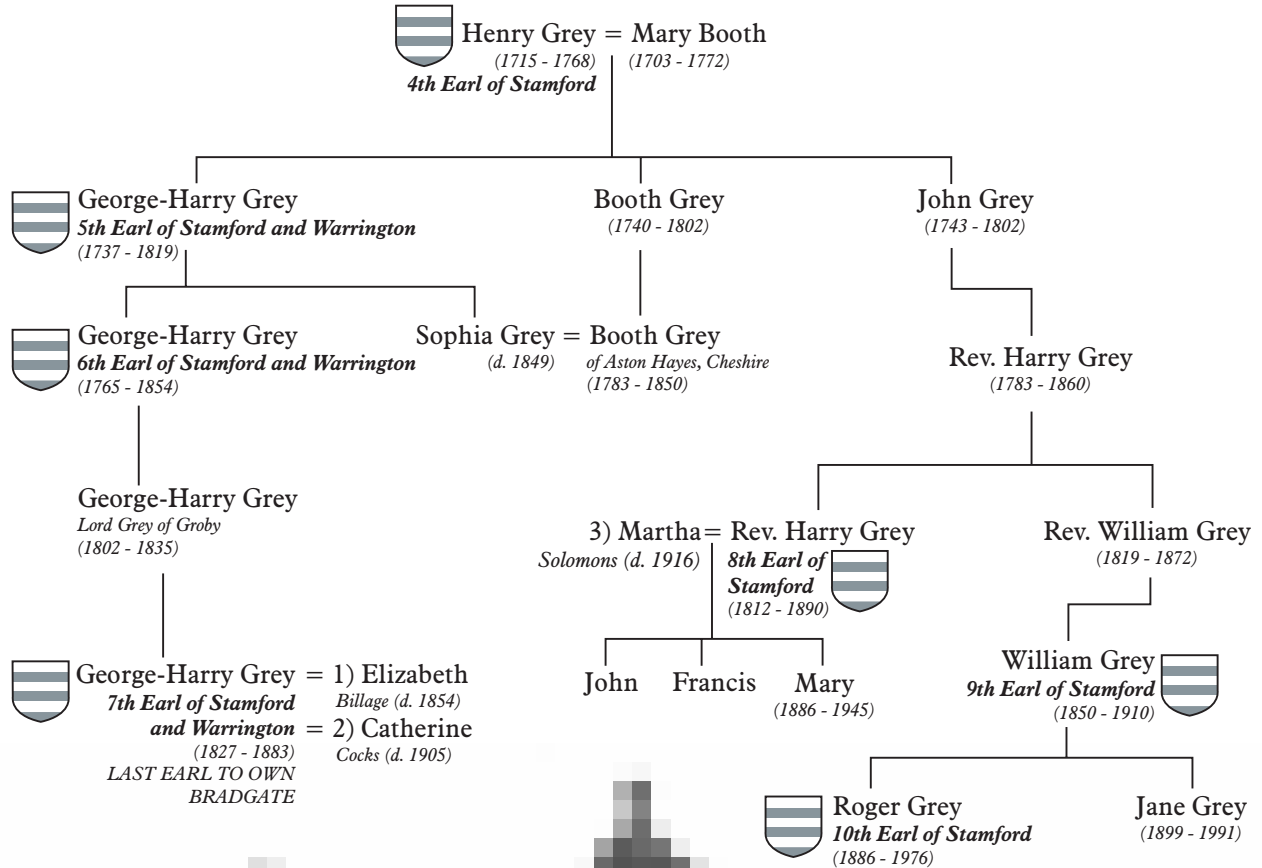 Henry Grey = Mary Booth
(1715 - 1768) (1703 - 1772)
4th Earl of Stamford
George-Harry Grey
5th Earl of Stamford and Warrington
(1737 - 1819)
Booth Grey
(1740 - 1802)
John Grey
(1743 - 1802)
George-Harry Grey
6th Earl of Stamford and Warrington
(1765 - 1854)
Sophia Grey = Booth Grey
(d. 1849) of Aston Hayes, Cheshire
(1783 - 1850)
Rev. Harry Grey
(1783 - 1860)
George-Harry Grey
Lord Grey of Groby
(1802 - 1835)
3) Martha = Rev. Harry Grey
Solomons (d. 1916) 8th Earl of
Stamford
(1812 - 1890)
Rev. William Grey
(1819 - 1872)
George-Harry Grey = 1) Elizabeth
7th Earl of Stamford Billage (d. 1854)
and Warrington = 2) Catherine
(1827 - 1883) Cocks (d. 1905)
LAST EARL TO OWN
BRADGATE
John Francis Mary
(1886 - 1945)
William Grey
9th Earl of Stamford
(1850 - 1910)
Roger Grey
10th Earl of Stamford
(1886 - 1976)
Jane Grey
(1899 - 1991)